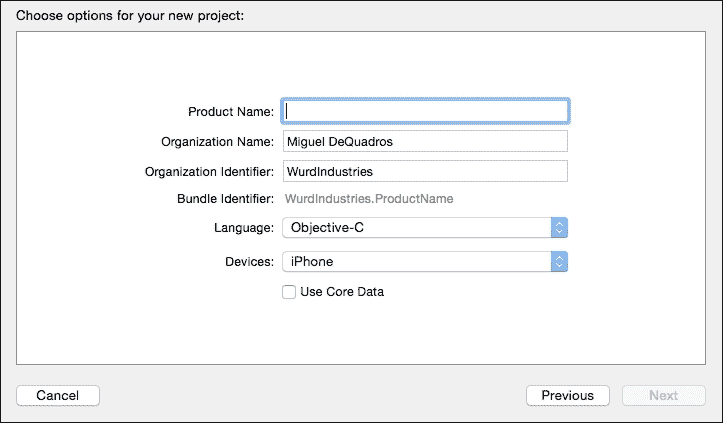 Choose options for your new project:
Product Name:
Organization Name: Miguel DeQuadros
Organization Identifier: WurdIndustries
Bundle Identifier: WurdIndustries.ProductName
Language: Objective-C
Devices: iPhone
Use Core Data
Cancel Previous Next